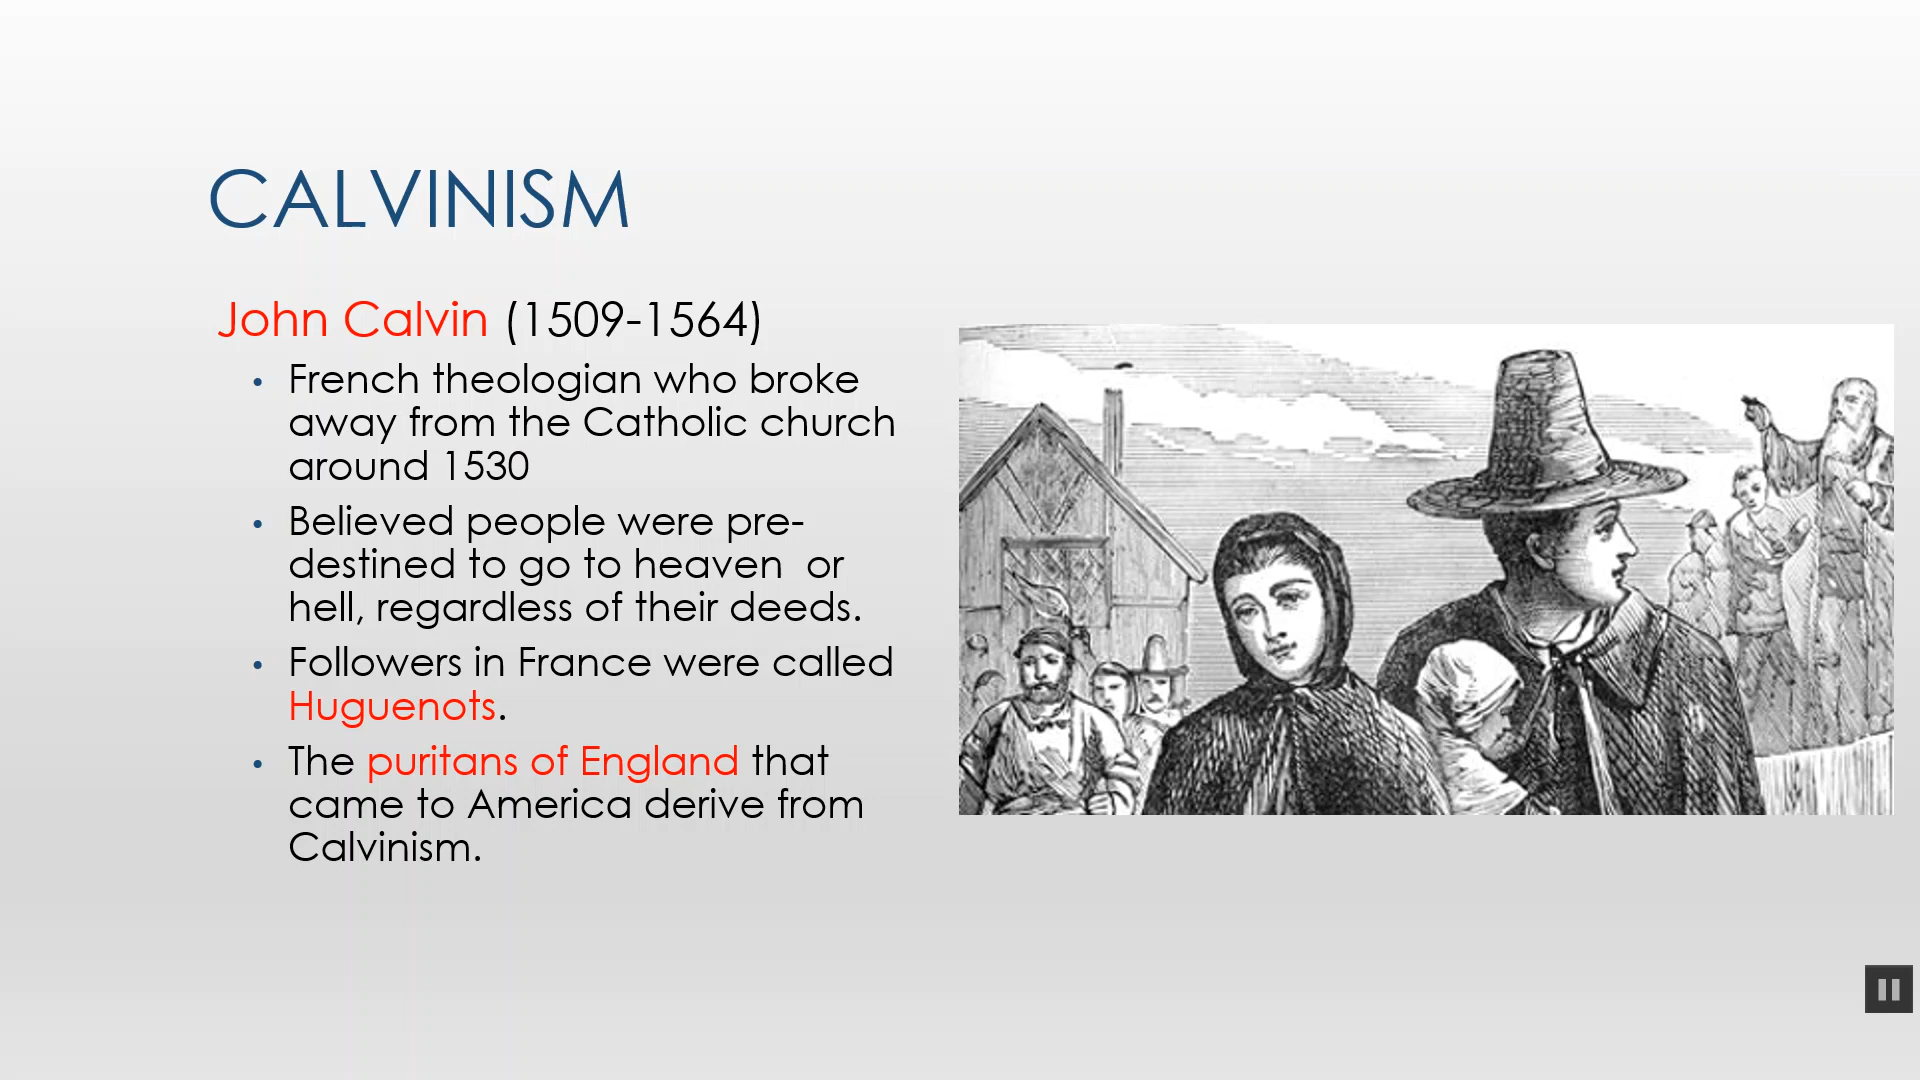 CALVINISM
John Calvin (1509-1564)
• French theologian who broke
away from the Catholic church
around 1530
• Believed people were pre-
destined to go to heaven  or
hell, regardless of their deeds.
• Followers in France were called
Huguenots.
• The puritans of England that
came to America derive from
Calvinism.